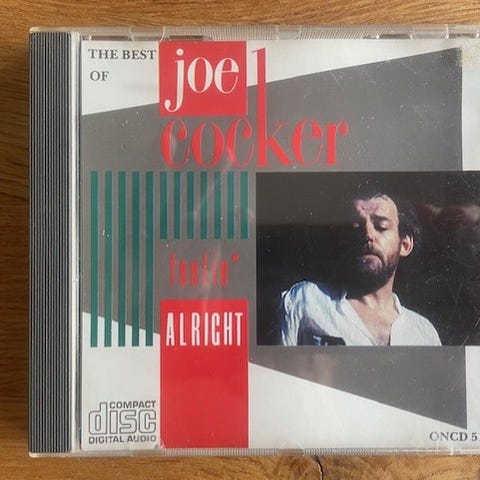 THE BEST
OF
joe
cocker
feelin"
ALRIGHT
COMPACT
disc
DIGITAL AUDIO
ONCD 5